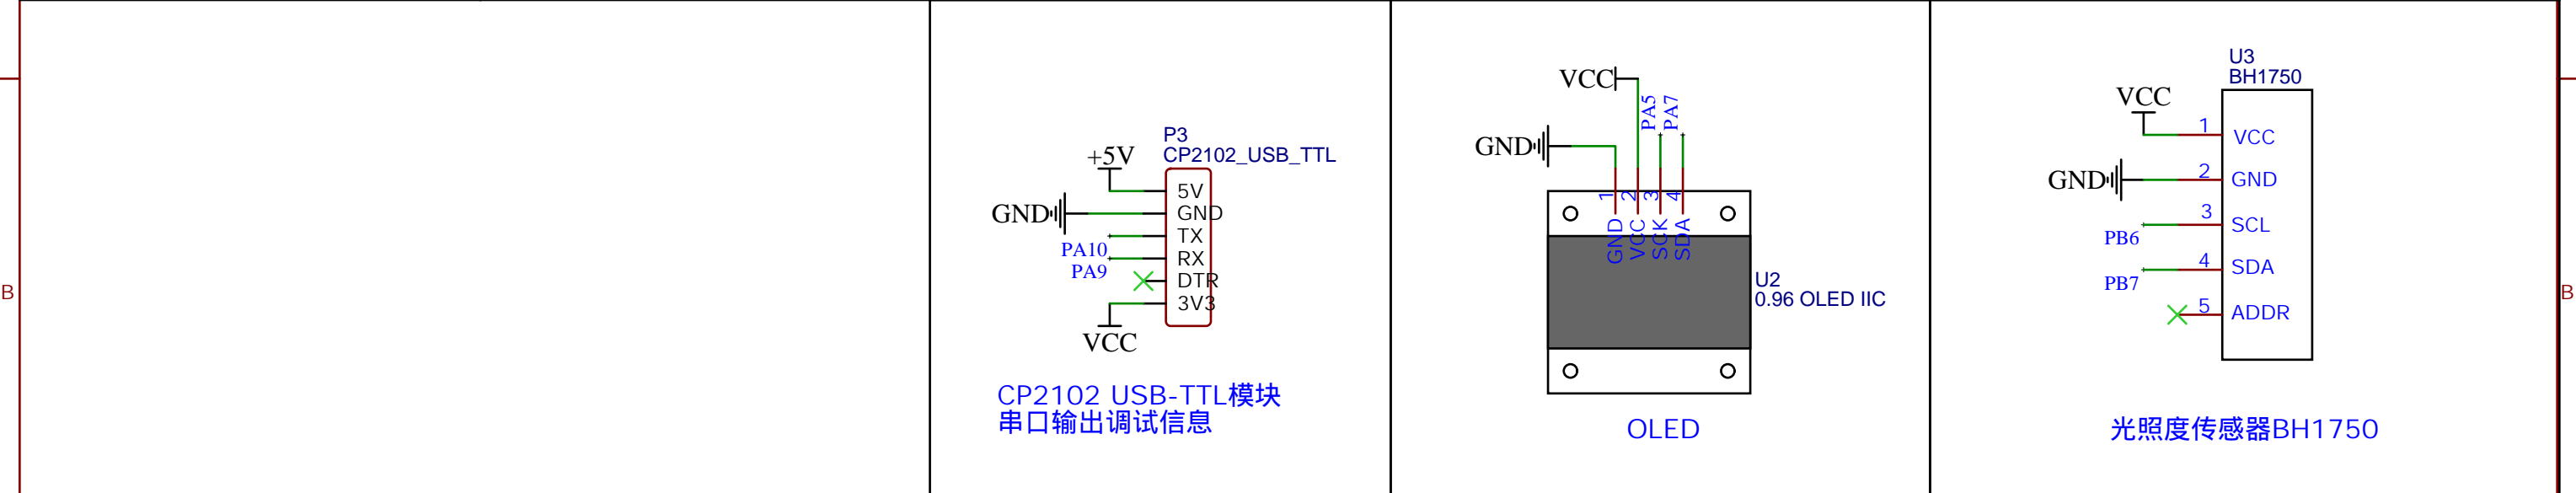 B
P3
CP2102_USB_TTL
+5V
GND
PA10
PA9
VCC
5V
GND
TX
RX
DTR
3V3
CP2102 USB-TTL模块
串口输出调试信息
VCC
GND
PA5
PA7
1
2
3
4
GND
VCC
SCK
SDA
U2
0.96 OLED IIC
OLED
U3
BH1750
VCC
GND
PB6
PB7
1 VCC
2 GND
3 SCL
4 SDA
5 ADDR
光照度传感器BH1750
B